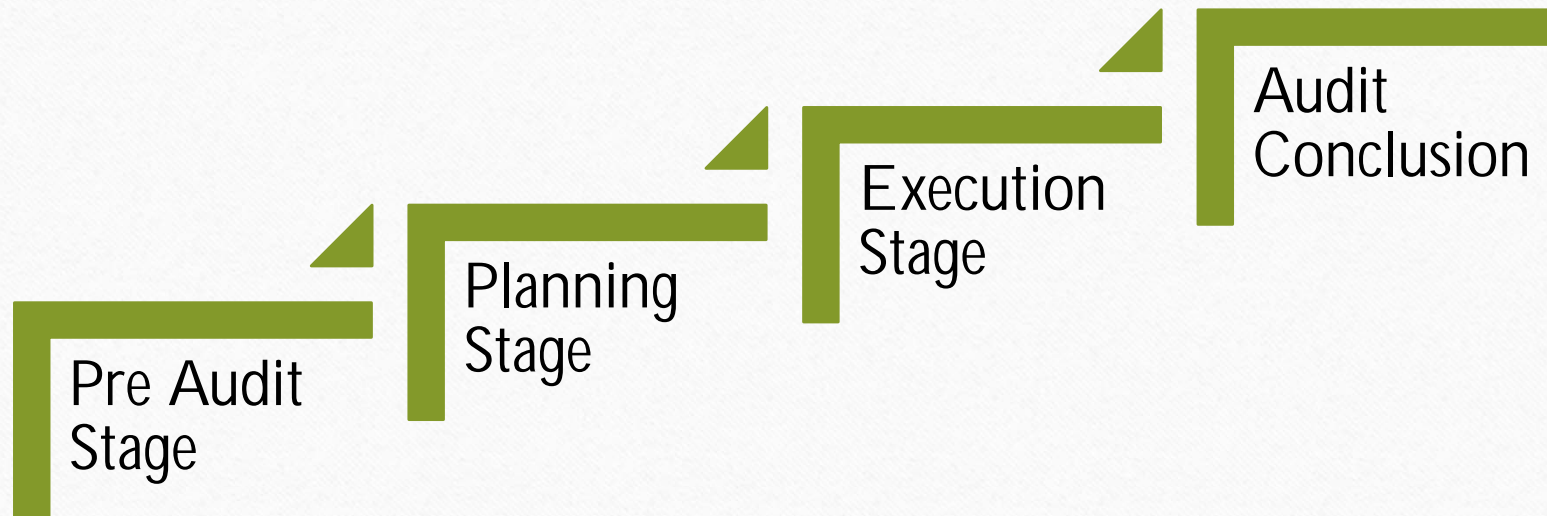 Pre Audit
Stage
Planning
Stage
Execution
Stage
Audit
Conclusion